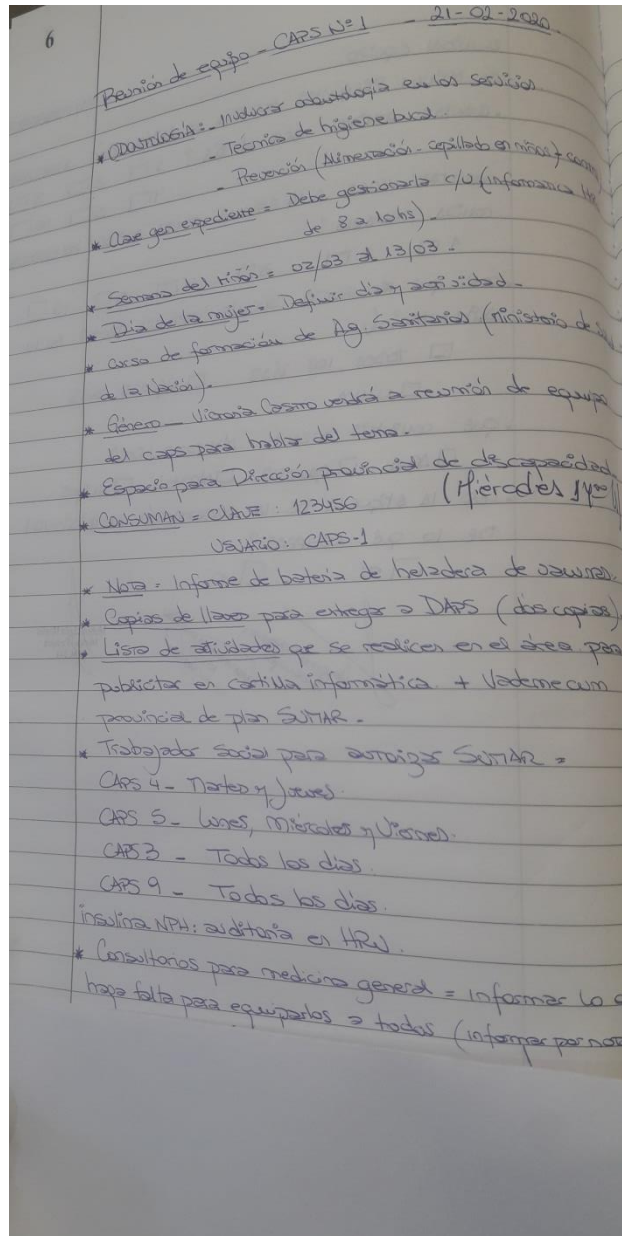 6
Reunión de equipo - CAPS Nº 1 - 21-02-2020
* Odontología: - Involucrar odontología en los servicios
- Técnica de higiene bucal.
- Prevención (Alimentación - cepillado en niños) +
* Clave gen expediente = Debe gestionarla c/u (informática
de 8 a 10hs).
* Semana del riñón = 02/03 al 13/03.
* Día de la mujer = Definir día y actividad.
* Curso de formación de Ag. Sanitarios (Ministerio de
de la Nación).
* Género - Victoria Cosmo vendrá a reunión de equipo
del caps para hablar del tema.
* Espacio para Dirección provincial de discapacidad
(Miércoles
* CONSUMAN = CLAVE: 123456
USUARIO: CAPS-1
* Nota = Informe de batería de heladera de vacunas.
* Copias de llaves para entregar a DAPS (dos copias)
* Lista de atividades que se realicen en el área para
publicitar en cartilla informática + Vademecum
provincial de plan SUMAR.
* Trabajador Social para autorizar SUMAR =
CAPS 4 - Martes y Jueves.
CAPS 5 - Lunes, Miércoles y Viernes.
CAPS 3 - Todos los días.
CAPS 9 - Todos los días.
insulina NPH: auditoría en HRN.
* Consultorios para medicina general = informar lo
haga falta para equiparlos a todos (informar por